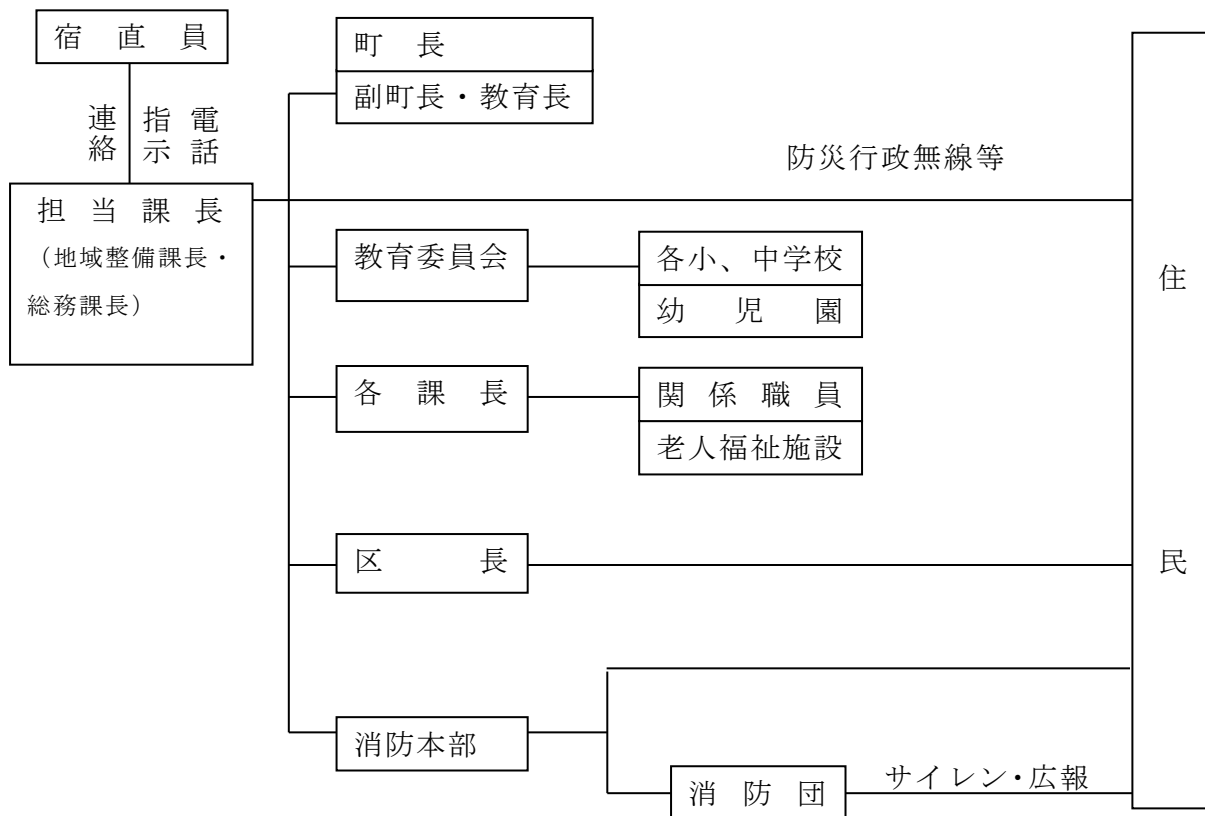 宿直員
町長
副町長・教育長
連絡
指示
電話
防災行政無線等
担当課長
（地域整備課長・
総務課長）
教育委員会
各小、中学校
幼児園
各課長
関係職員
老人福祉施設
区長
消防本部
消防団
サイレン・広報
住民